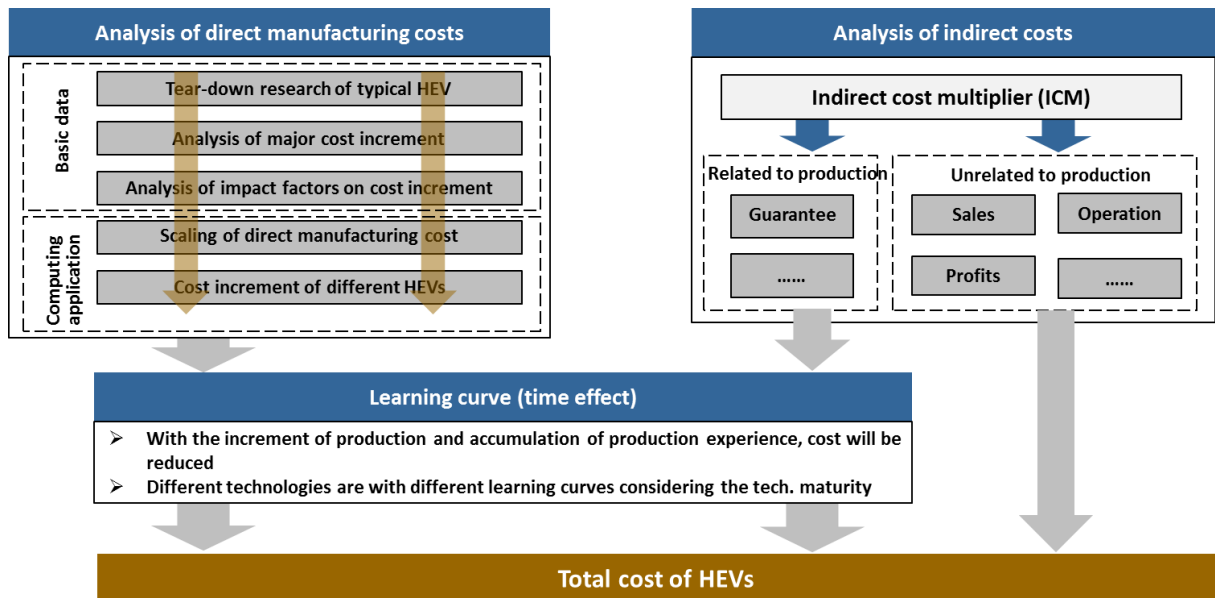 Analysis of direct manufacturing costs
Basic data
Tear-down research of typical HEV
Analysis of major cost increment
Analysis of impact factors on cost increment
Computing
application
Scaling of direct manufacturing cost
Cost increment of different HEVs
Analysis of indirect costs
Indirect cost multiplier (ICM)
Related to production
Guarantee
......
Unrelated to production
Sales
Operation
Profits
......
Learning curve (time effect)
➢ With the increment of production and accumulation of production experience, cost will be
reduced
➢ Different technologies are with different learning curves considering the tech. maturity
Total cost of HEVs